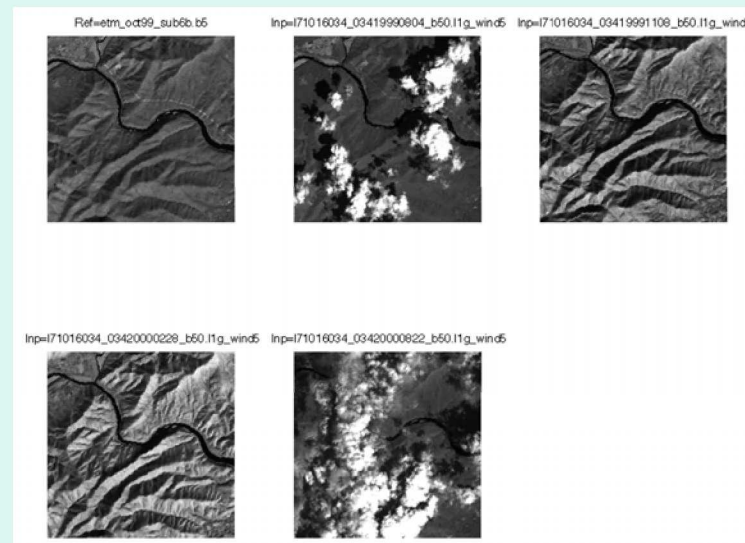 Ref=etm_oct99_sub6b.b5
Inp=l71016034_03419990804_b50.l1g_wind5
Inp=l71016034_03419991108_b50.l1g_wind
Inp=l71016034_03420000228_b50.l1g_wind5
Inp=l71016034_03420000822_b50.l1g_wind5